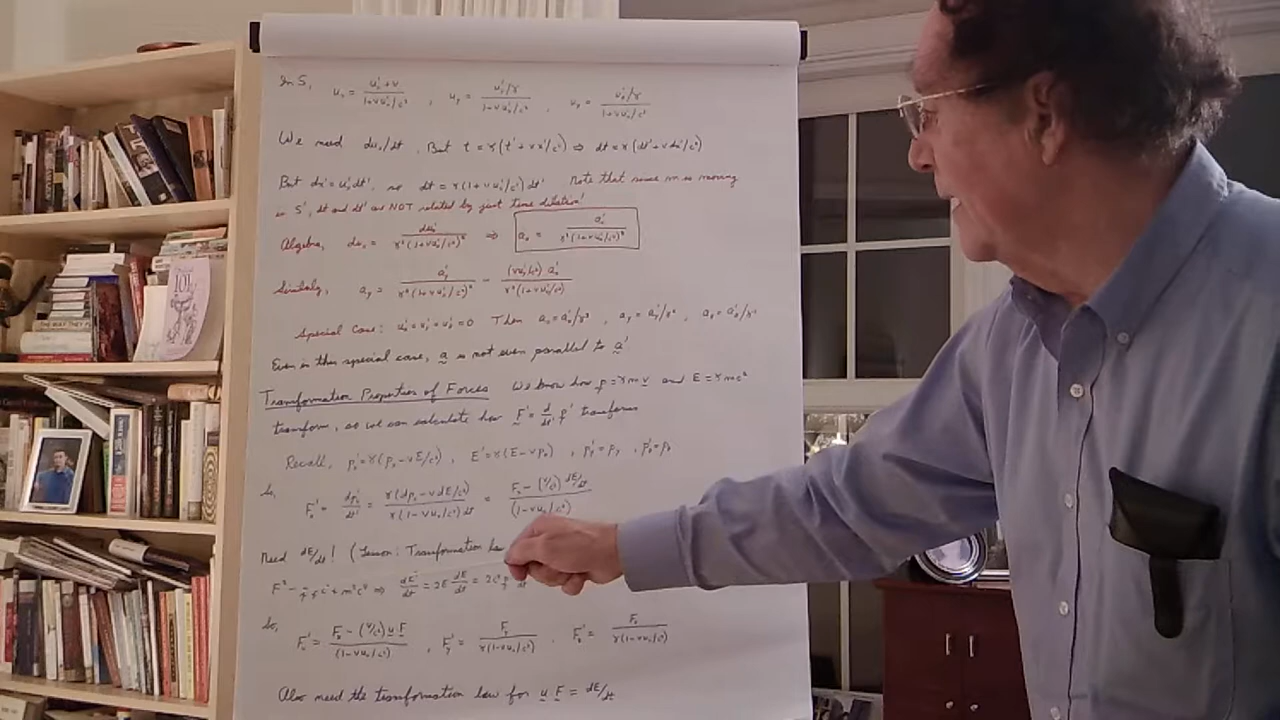 In S, u_x = (u'_x + v)/(1+vu'_x/c²) , u_y = (u'_y/γ)/(1+vu'_x/c²) , u_z = (u'_z/γ)/(1+vu'_x/c²)
We need du_x/dt . But t = γ(t' + vx'/c²) ⇒ dt = γ(dt' + vdx'/c²)
But dx' = u'_x dt', so dt = γ(1+vu'_x/c²)dt' Note that since m is moving
in S', dt and dt' are NOT related by just time dilation!
Algebra, du_x = du'_x/(γ²(1+vu'_x/c²)²) ⇒ a_x = a'_x/(γ³(1+vu'_x/c²)³)
Similarly, a_y = a'_y/(γ²(1+vu'_x/c²)²) − (vu'_y/c²) a'_x/(γ²(1+vu'_x/c²)³)
Special Case: u'_x = u'_y = u'_z = 0 Then a_x = a'_x/γ³ , a_y = a'_y/γ² , a_z = a'_z/γ²
Even in this special case, a is not even parallel to a'
Transformation Properties of Forces We know how p = γmv and E = γmc²
transform, so we can calculate how F' = d/dt' p' transforms
Recall, p'_x = γ(p_x − vE/c²) , E' = γ(E − vp_x) , p'_y = p_y , p'_z = p_z
So, F'_x = dp'_x/dt' = γ(dp_x − vdE/c²)/(γ(1−vu_x/c²)dt) = (F_x − (v/c²) dE/dt)/(1−vu_x/c²)
Need dE/dt! (Lesson: Transformation
= 2E dE/dt = 2c²p
So, F'_x = (F_x − (v/c²) u·F)/(1−vu_x/c²) , F'_y = F_y/(γ(1−vu_x/c²)) , F'_z = F_z/(γ(1−vu_x/c²))
Also need the transformation law for u·F = dE/dt
101